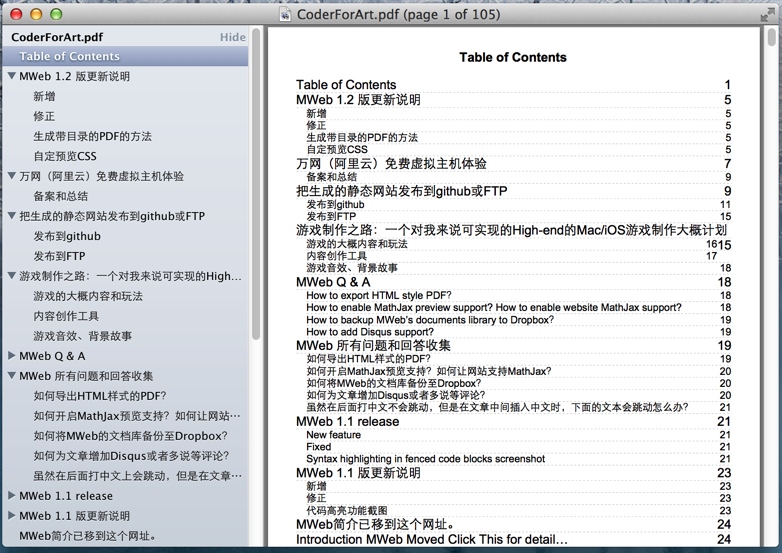 CoderForArt.pdf (page 1 of 105)
CoderForArt.pdf Hide
Table of Contents
MWeb 1.2 版更新说明
新增
修正
生成带目录的PDF的方法
自定预览CSS
万网（阿里云）免费虚拟主机体验
备案和总结
把生成的静态网站发布到github或FTP
发布到github
发布到FTP
游戏制作之路：一个对我来说可实现的High...
游戏的大概内容和玩法
内容创作工具
游戏音效、背景故事
MWeb Q & A
MWeb 所有问题和回答收集
如何导出HTML样式的PDF?
如何开启MathJax预览支持？如何让网站…
如何将MWeb的文档库备份至Dropbox?
如何为文章增加Disqus或者多说等评论?
虽然在后面打中文上会跳动，但是在文章…
MWeb 1.1 release
MWeb 1.1 版更新说明
MWeb简介已移到这个网址。
Table of Contents
Table of Contents 1
MWeb 1.2 版更新说明 5
新增 5
修正 5
生成带目录的PDF的方法 5
自定预览CSS 5
万网（阿里云）免费虚拟主机体验 7
备案和总结 9
把生成的静态网站发布到github或FTP 9
发布到github 11
发布到FTP 15
游戏制作之路：一个对我来说可实现的High-end的Mac/iOS游戏制作大概计划
游戏的大概内容和玩法 1615
内容创作工具 17
游戏音效、背景故事 18
MWeb Q & A 18
How to export HTML style PDF? 18
How to enable MathJax preview support? How to enable website MathJax support? 18
How to backup MWeb's documents library to Dropbox? 19
How to add Disqus support? 19
MWeb 所有问题和回答收集 19
如何导出HTML样式的PDF? 19
如何开启MathJax预览支持？如何让网站支持MathJax? 20
如何将MWeb的文档库备份至Dropbox? 20
如何为文章增加Disqus或者多说等评论? 20
虽然在后面打中文不会跳动，但是在文章中间插入中文时，下面的文本会跳动怎么办? 21
MWeb 1.1 release 21
New feature 21
Fixed 21
Syntax highlighting in fenced code blocks screenshot 21
MWeb 1.1 版更新说明 23
新增 23
修正 23
代码高亮功能截图 23
MWeb简介已移到这个网址。 24
Introduction MWeb Moved Click This for detail… 24